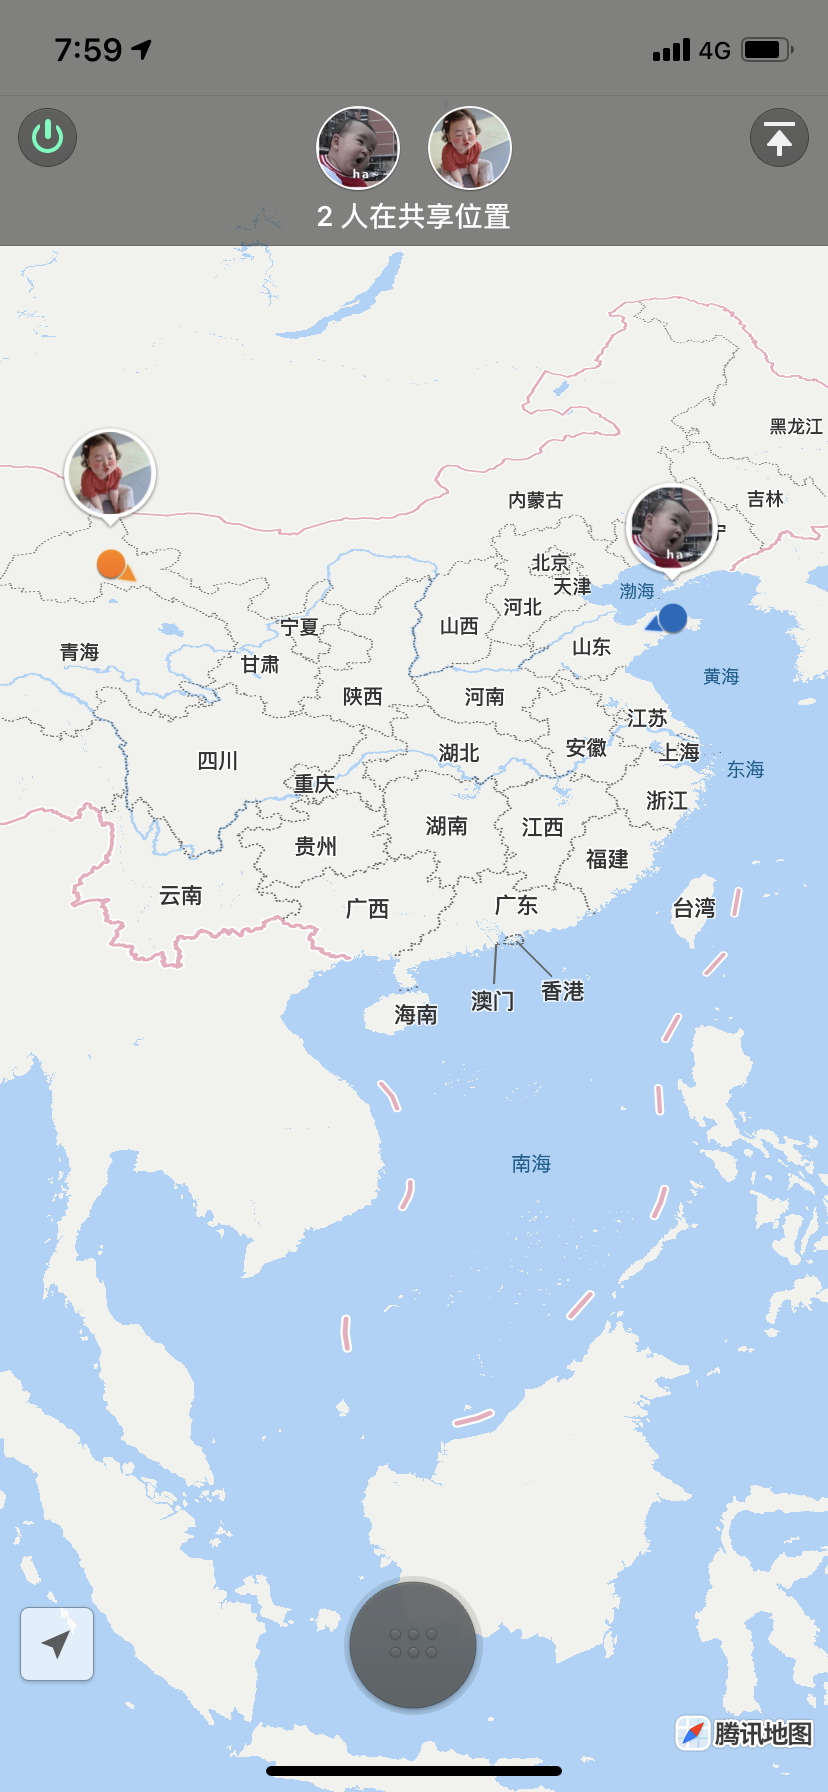 7:59
4G
ha~~
2 人在共享位置
黑龙江
内蒙古
吉林
宁
ha~
北京
天津
渤海
河北
宁夏
山西
山东
青海
甘肃
黄海
陕西
河南
江苏
四川
湖北
安徽
上海
东海
重庆
浙江
湖南
江西
贵州
福建
云南
广西
广东
台湾
澳门
香港
海南
南海
腾讯地图